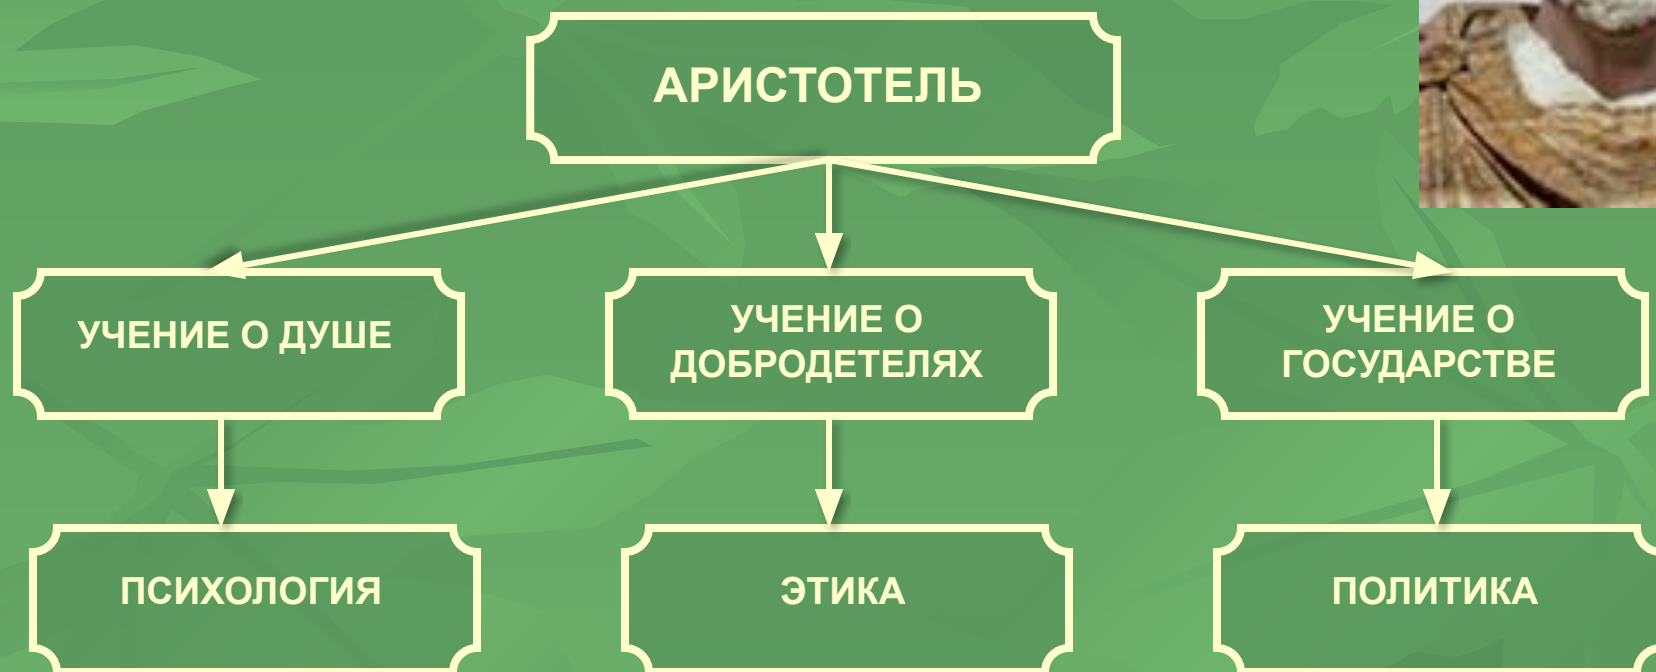 АРИСТОТЕЛЬ
УЧЕНИЕ О ДУШЕ
УЧЕНИЕ О
ДОБРОДЕТЕЛЯХ
УЧЕНИЕ О
ГОСУДАРСТВЕ
ПСИХОЛОГИЯ
ЭТИКА
ПОЛИТИКА